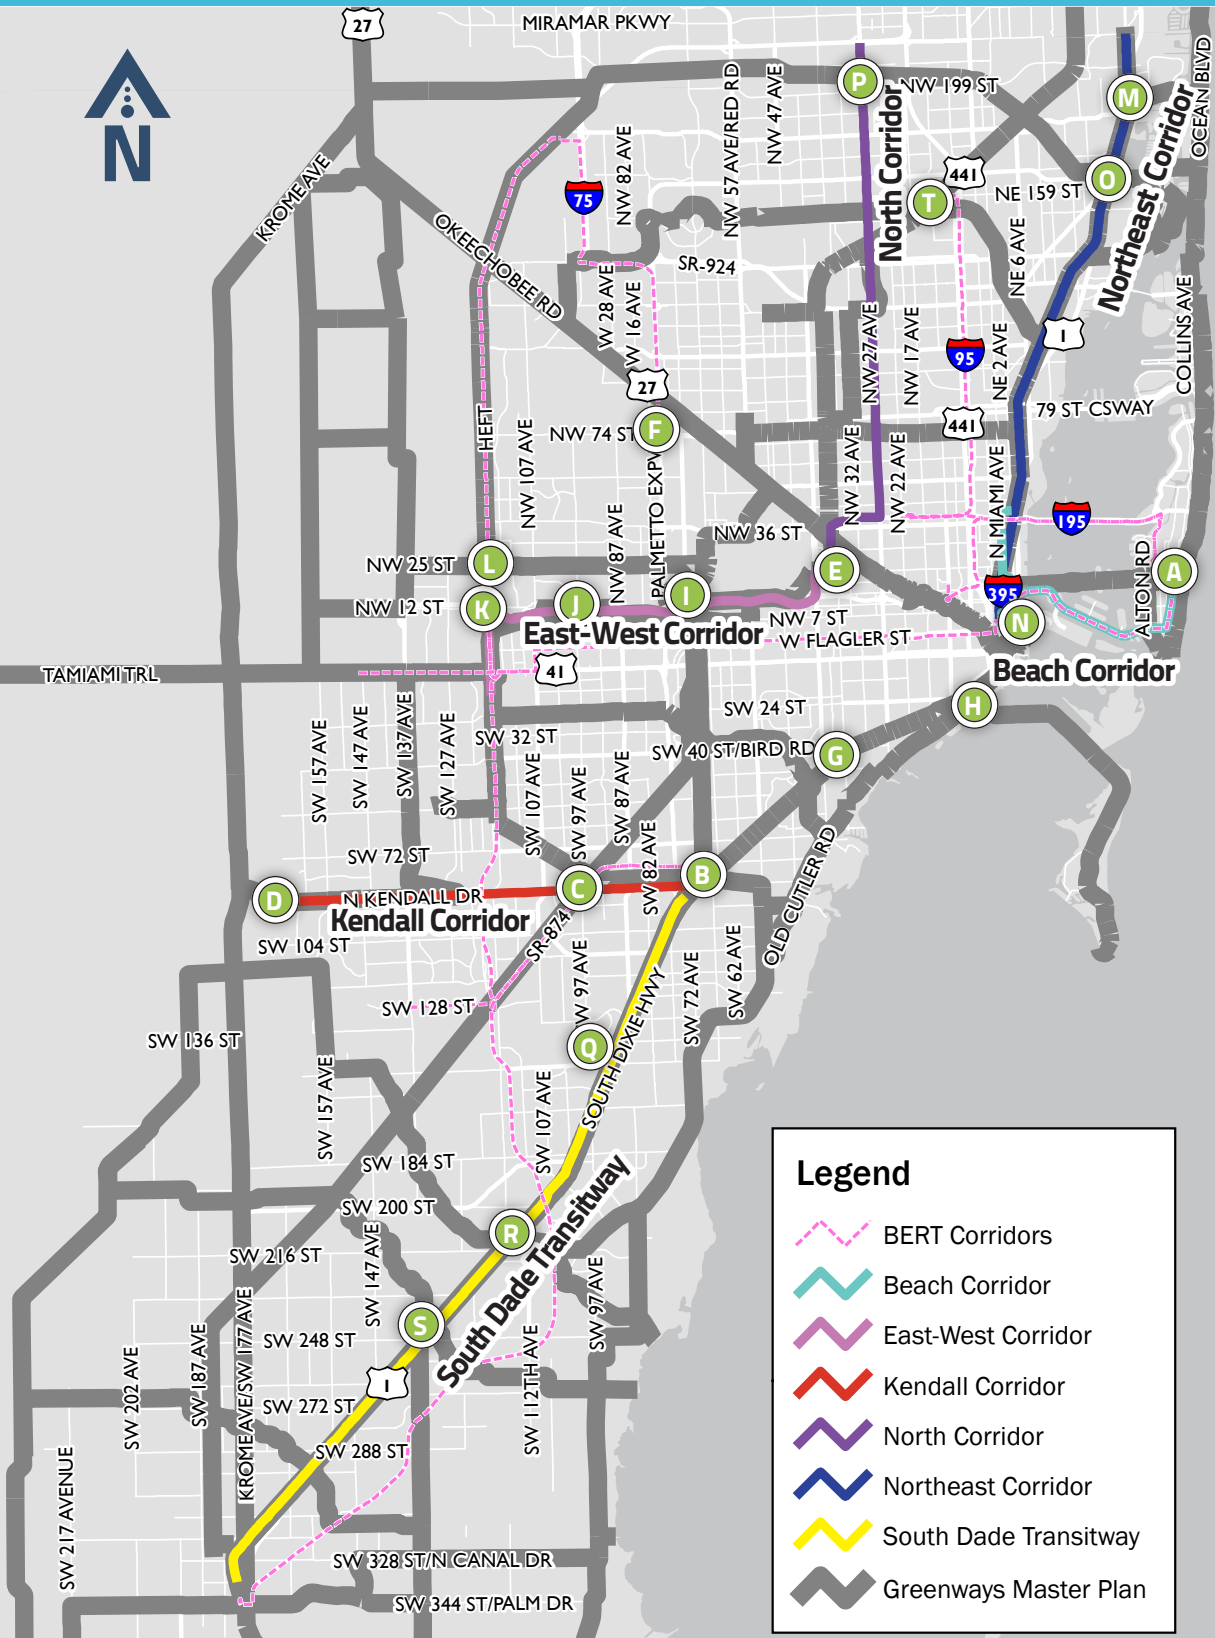 27
MIRAMAR PKWY
N
P
NW 199 ST
M
OCEAN BLVD
KROME AVE
75
NW 82 AVE
NW 57 AVE/RED RD
NW 47 AVE
North Corridor
441
T
NE 159 ST
O
Northeast Corridor
OKEECHOBEE RD
SR-924
NE 6 AVE
W 28 AVE
W 16 AVE
NW 27 AVE
NW 17 AVE
95
NE 2 AVE
1
COLLINS AVE
27
79 ST CSWAY
HEFT
NW 107 AVE
NW 74 ST
F
441
PALMETTO EXPW
NW 32 AVE
NW 22 AVE
N MIAMI AVE
195
NW 87 AVE
NW 36 ST
NW 25 ST
L
E
A
ALTON RD
395
NW 12 ST
K
J
I
NW 7 ST
N
East-West Corridor
W FLAGLER ST
TAMIAMI TRL
41
Beach Corridor
H
SW 24 ST
SW 157 AVE
SW 147 AVE
SW 137 AVE
SW 127 AVE
SW 32 ST
SW 40 ST/BIRD RD
G
SW 107 AVE
SW 97 AVE
SW 87 AVE
SW 82 AVE
SW 72 ST
OLD CUTLER RD
D
N KENDALL DR
C
B
Kendall Corridor
SW 104 ST
SR-874
SW 97 AVE
SW 72 AVE
SW 62 AVE
SW 128 ST
SW 136 ST
Q
SOUTH DIXIE HWY
SW 157 AVE
SW 107 AVE
SW 184 ST
SW 200 ST
R
South Dade Transitway
SW 216 ST
SW 147 AVE
SW 97 AVE
S
SW 248 ST
KROME AVE/SW 177 AVE
SW 187 AVE
SW 202 AVE
SW 112TH AVE
1
SW 272 ST
SW 288 ST
SW 217 AVENUE
SW 328 ST/N CANAL DR
SW 344 ST/PALM DR
Legend
BERT Corridors
Beach Corridor
East-West Corridor
Kendall Corridor
North Corridor
Northeast Corridor
South Dade Transitway
Greenways Master Plan